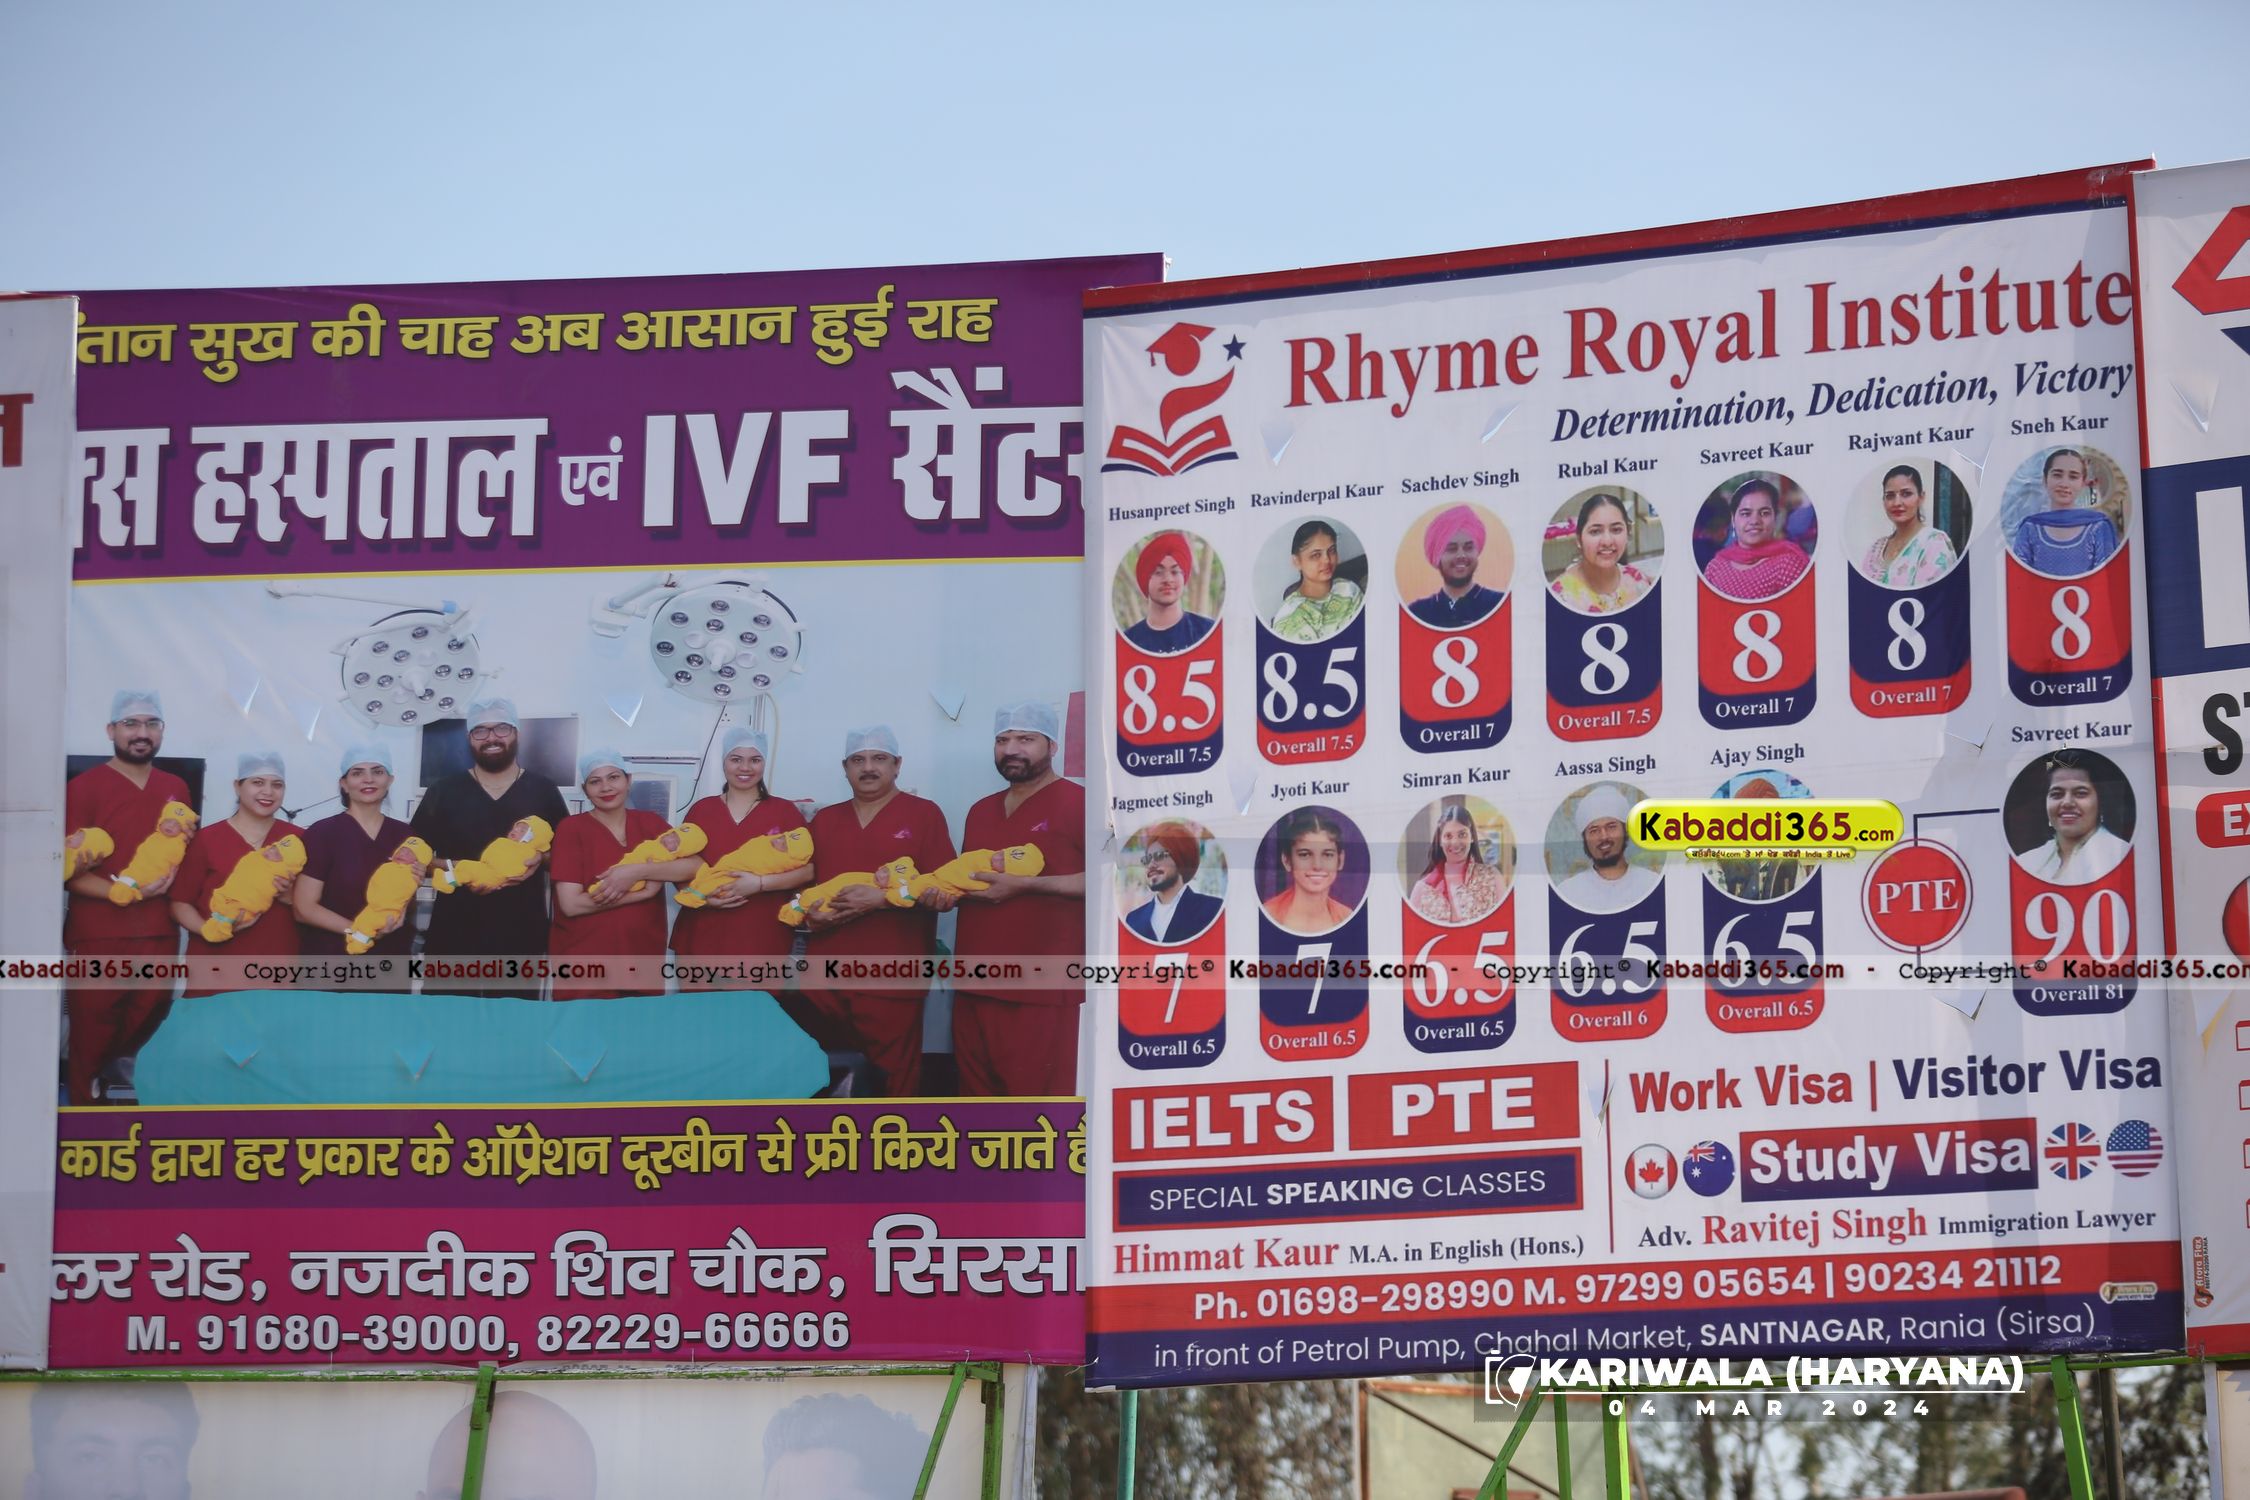 तान सुख की चाह अब आसान हुई राह
रस हस्पताल एवं IVF सैंटर
कार्ड द्वारा हर प्रकार के ऑप्रेशन दूरबीन से फ्री किये जाते है
लर रोड, नजदीक शिव चौक, सिरसा
M. 91680-39000, 82229-66666
Rhyme Royal Institute
Determination, Dedication, Victory
Husanpreet Singh Ravinderpal Kaur Sachdev Singh Rubal Kaur Savreet Kaur Rajwant Kaur Sneh Kaur
8.5 8.5 8 8 8 8 8
Overall 7.5 Overall 7.5 Overall 7 Overall 7.5 Overall 7 Overall 7 Overall 7
Jagmeet Singh Jyoti Kaur Simran Kaur Aassa Singh Ajay Singh Savreet Kaur
7 7 6.5 6.5 6.5 PTE 90
Overall 6.5 Overall 6.5 Overall 6.5 Overall 6 Overall 6.5 Overall 81
IELTS PTE
SPECIAL SPEAKING CLASSES
Himmat Kaur M.A. in English (Hons.)
Work Visa | Visitor Visa
Study Visa
Adv. Ravitej Singh Immigration Lawyer
Ph. 01698-298990 M. 97299 05654 | 90234 21112
in front of Petrol Pump, Chahal Market, SANTNAGAR, Rania (Sirsa)
Kabaddi365.com
Kabaddi365.com - Copyright© Kabaddi365.com - Copyright© Kabaddi365.com - Copyright© Kabaddi365.com - Copyright© Kabaddi365.com - Copyright© Kabaddi365.com
KARIWALA (HARYANA)
04 MAR 2024